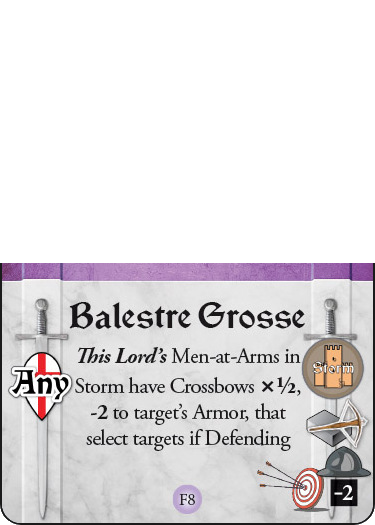 Balestre Grosse
This Lord's Men-at-Arms in
Storm have Crossbows ×½,
-2 to target's Armor, that
select targets if Defending
Any
Storm
-2
F8